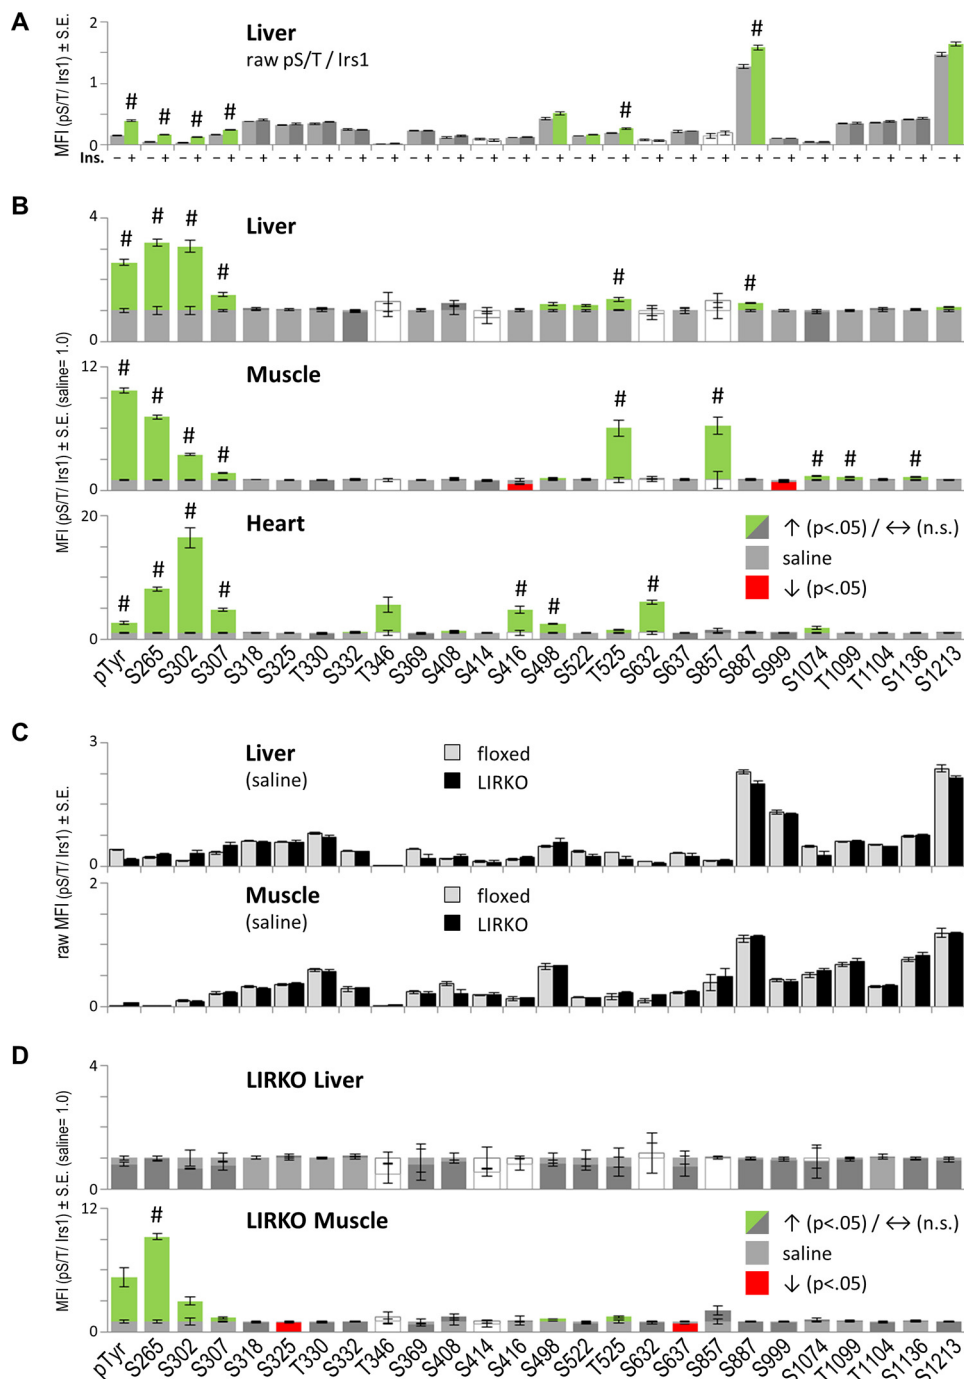 A
MFI (pS/T/ Irs1) ± S.E.
2
1
0
Liver
raw pS/T / Irs1
# # # # # #
Ins. – + – + – + – + – + – + – + – + – + – + – + – + – + – + – + – + – + – + – + – + – + – + – + – + – + – +
B
MFI (pS/T/ Irs1) ± S.E. (saline= 1.0)
4
0
Liver
# # # # # #
12
0
Muscle
# # # # # # # # #
20
0
Heart
# # # # # # #
↑ (p<.05) / ↔ (n.s.)
saline
↓ (p<.05)
pTyr S265 S302 S307 S318 S325 T330 S332 T346 S369 S408 S414 S416 S498 S522 T525 S632 S637 S857 S887 S999 S1074 T1099 T1104 S1136 S1213
C
raw MFI (pS/T/ Irs1) ± S.E.
3
0
Liver
(saline)
floxed
LIRKO
2
0
Muscle
(saline)
floxed
LIRKO
D
MFI (pS/T/ Irs1) ± S.E. (saline= 1.0)
4
0
LIRKO Liver
12
0
LIRKO Muscle
#
↑ (p<.05) / ↔ (n.s.)
saline
↓ (p<.05)
pTyr S265 S302 S307 S318 S325 T330 S332 T346 S369 S408 S414 S416 S498 S522 T525 S632 S637 S857 S887 S999 S1074 T1099 T1104 S1136 S1213